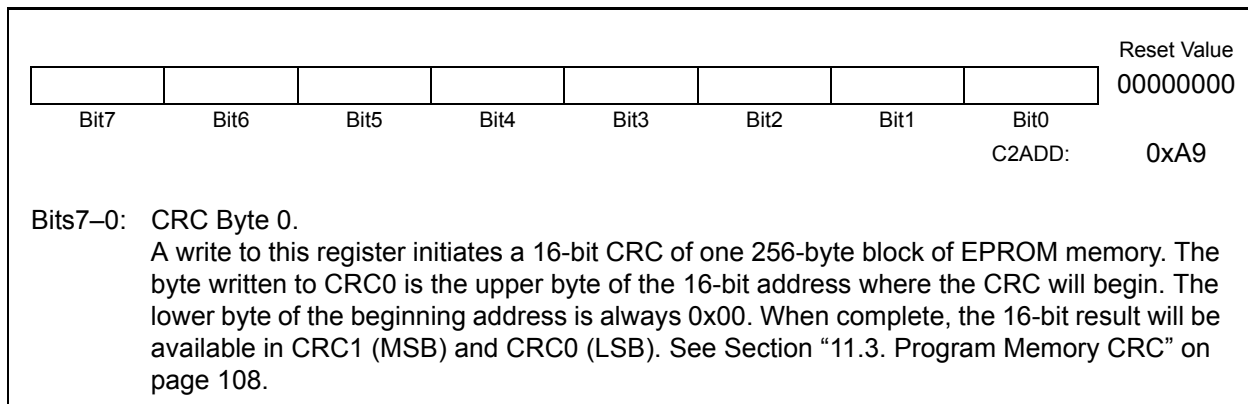 Reset Value
00000000
Bit7 Bit6 Bit5 Bit4 Bit3 Bit2 Bit1 Bit0
C2ADD: 0xA9
Bits7–0: CRC Byte 0.
A write to this register initiates a 16-bit CRC of one 256-byte block of EPROM memory. The
byte written to CRC0 is the upper byte of the 16-bit address where the CRC will begin. The
lower byte of the beginning address is always 0x00. When complete, the 16-bit result will be
available in CRC1 (MSB) and CRC0 (LSB). See Section “11.3. Program Memory CRC” on
page 108.